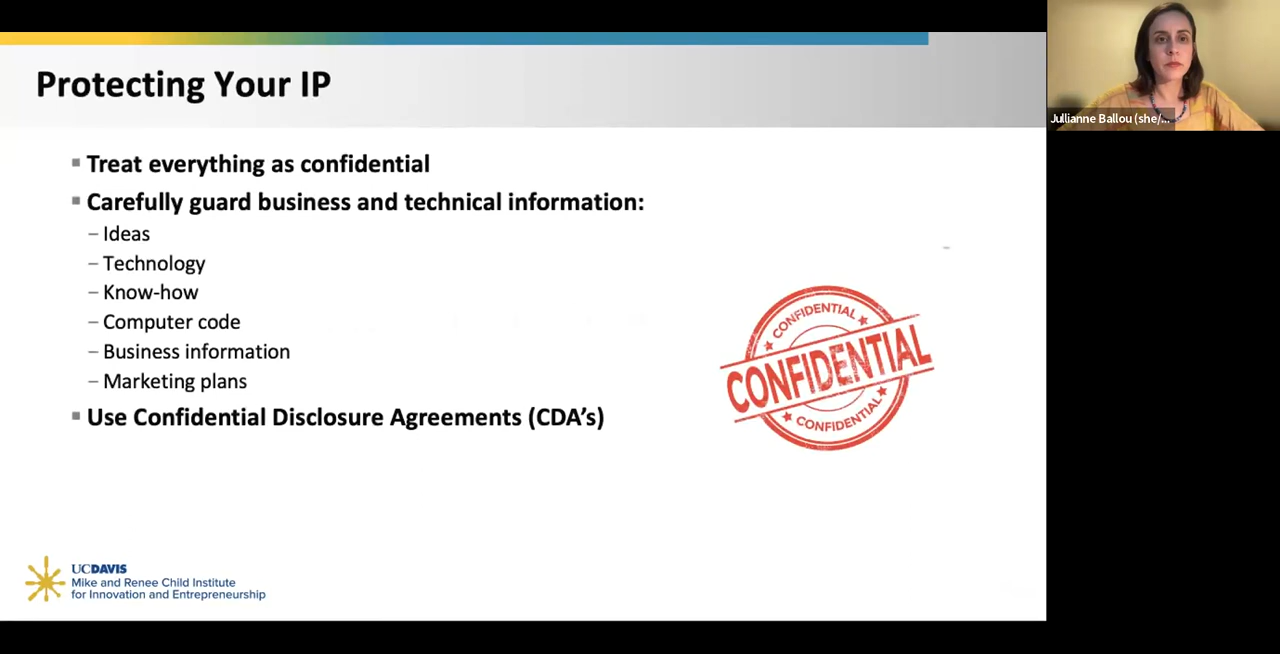 Protecting Your IP
Treat everything as confidential
Carefully guard business and technical information:
– Ideas
– Technology
– Know-how
– Computer code
– Business information
– Marketing plans
Use Confidential Disclosure Agreements (CDA’s)
CONFIDENTIAL
CONFIDENTIAL
CONFIDENTIAL
UCDAVIS
Mike and Renee Child Institute
for Innovation and Entrepreneurship
Jullianne Ballou (she/...